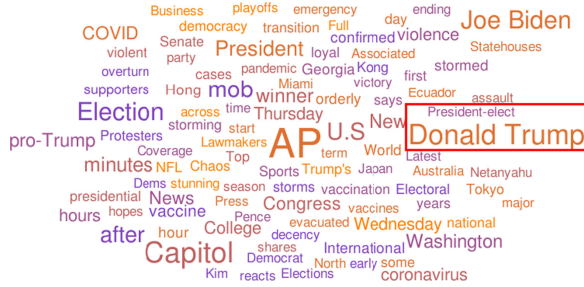 Business playoffs emergency ending
COVID democracy transition Full day Joe Biden
Senate confirmed violence
violent party President loyal Associated Statehouses
overturn cases pandemic Georgia Kong first stormed
supporters Hong mob Miami victory Ecuador
winner orderly says assault
Election across time Thursday U.S New President-elect
storming start AP Donald Trump
pro-Trump Protesters Lawmakers term World
Coverage Top Latest
minutes NFL Chaos Sports Trump's Japan Australia Netanyahu
Dems stunning season storms vaccination Electoral Tokyo
presidential News Press Congress vaccines years major
hours hopes vaccine Pence evacuated Wednesday national
after hour College decency
shares International Washington
Capitol Democrat North early some
Kim reacts Elections coronavirus